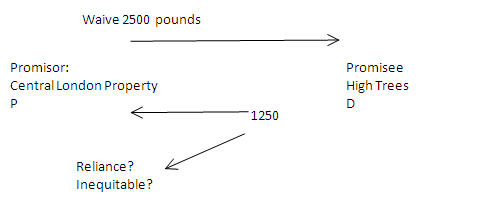 Waive 2500 pounds
Promisor:
Central London Property
P
Promisee
High Trees
D
1250
Reliance?
Inequitable?